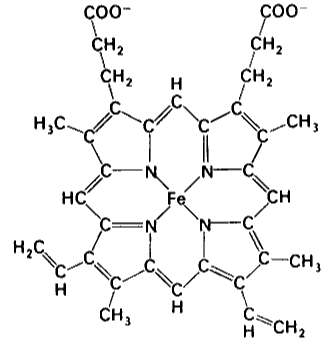 COO⁻ COO⁻
CH₂ CH₂
CH₂ CH₂
H
C C C C C
H₃C C C C C CH₃
C C
N N
HC Fe CH
N N
C C
H₂C C C C C CH₃
C C C C C
C H
H CH₃ C CH₂
H